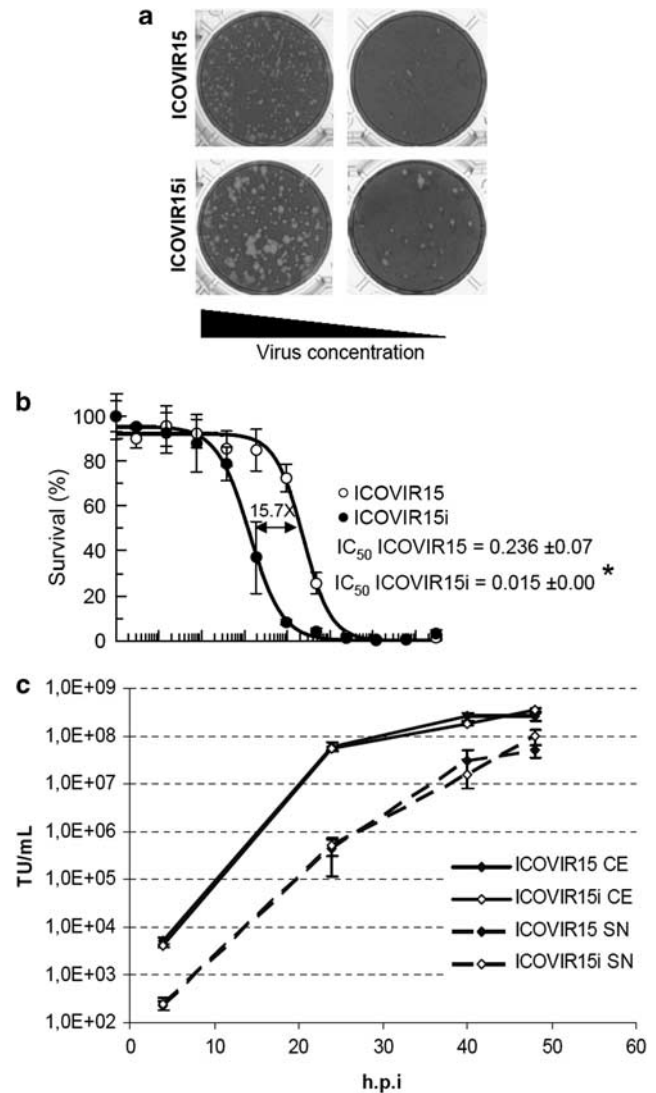 a
ICOVIR15
ICOVIR15i
Virus concentration
b
100
80
60
40
20
0
Survival (%)
15.7X
ICOVIR15
ICOVIR15i
IC50 ICOVIR15 = 0.236 ±0.07
IC50 ICOVIR15i = 0.015 ±0.00 *
c
1,0E+09
1,0E+08
1,0E+07
1,0E+06
1,0E+05
1,0E+04
1,0E+03
1,0E+02
TU/mL
ICOVIR15 CE
ICOVIR15i CE
ICOVIR15 SN
ICOVIR15i SN
0 10 20 30 40 50 60
h.p.i